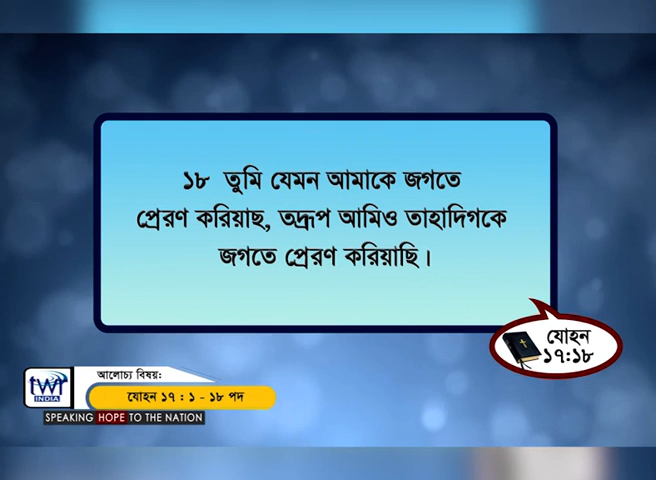 ১৮ তুমি যেমন আমাকে জগতে
প্রেরণ করিয়াছ, তদ্রূপ আমিও তাহাদিগকে
জগতে প্রেরণ করিয়াছি।
যোহন
১৭:১৮
আলোচ্য বিষয়:
twr
INDIA
যোহন ১৭ : ১ - ১৮ পদ
SPEAKING HOPE TO THE NATION